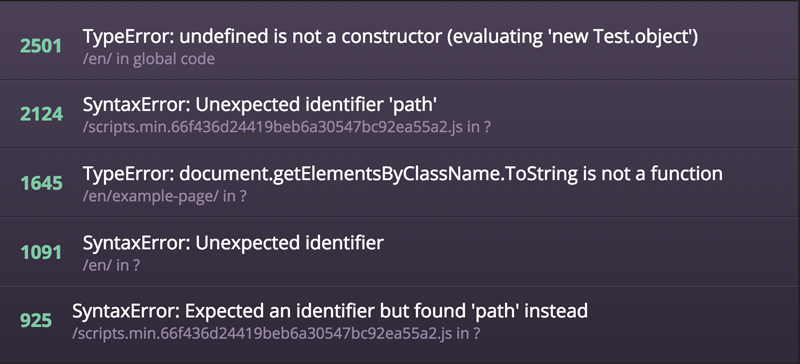 2501
TypeError: undefined is not a constructor (evaluating 'new Test.object')
/en/ in global code
2124
SyntaxError: Unexpected identifier 'path'
/scripts.min.66f436d24419beb6a30547bc92ea55a2.js in ?
1645
TypeError: document.getElementsByClassName.ToString is not a function
/en/example-page/ in ?
1091
SyntaxError: Unexpected identifier
/en/ in ?
925
SyntaxError: Expected an identifier but found 'path' instead
/scripts.min.66f436d24419beb6a30547bc92ea55a2.js in ?